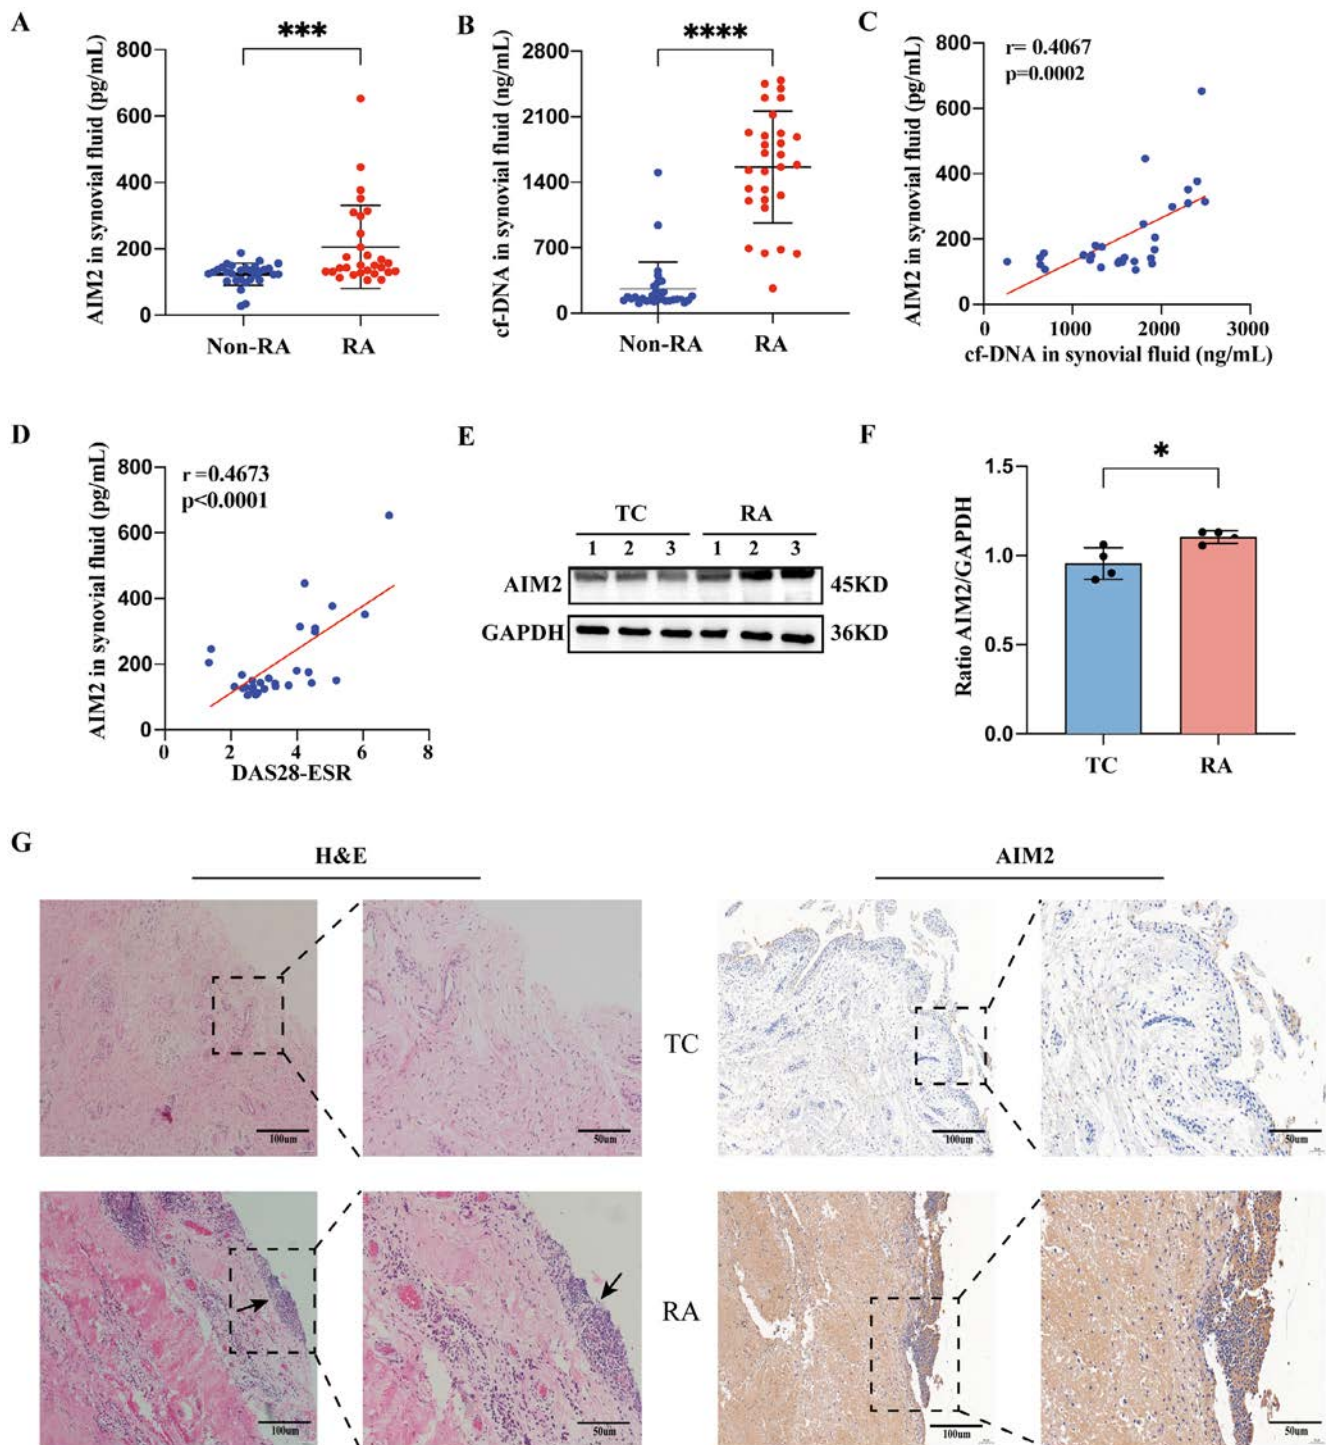 A
***
AIM2 in synovial fluid (pg/mL)
800
600
400
200
0
Non-RA RA
B
****
cf-DNA in synovial fluid (ng/mL)
2800
2100
1400
700
0
Non-RA RA
C
r= 0.4067
p=0.0002
AIM2 in synovial fluid (pg/mL)
800
600
400
200
0
0 1000 2000 3000
cf-DNA in synovial fluid (ng/mL)
D
r =0.4673
p<0.0001
AIM2 in synovial fluid (pg/mL)
800
600
400
200
0
0 2 4 6 8
DAS28-ESR
E
TC RA
1 2 3 1 2 3
AIM2 45KD
GAPDH 36KD
F
*
Ratio AIM2/GAPDH
1.5
1.0
0.5
0.0
TC RA
G
H&E AIM2
TC
100um 50um 100um 50um
RA
100um 50um 100um 50um